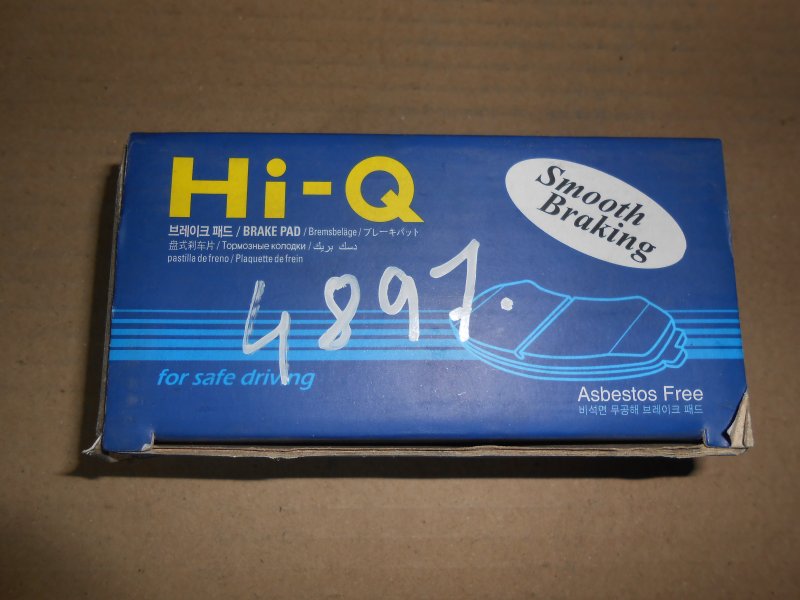 Hi-Q
브레이크 패드 / BRAKE PAD / Bremsbeläge / ブレーキパット
盘式刹车片 / Тормозные колодки / دسك بريك
pastilla de freno / Plaquette de frein
Smooth
Braking
4897.
for safe driving
Asbestos Free
비석면 무공해 브레이크 패드